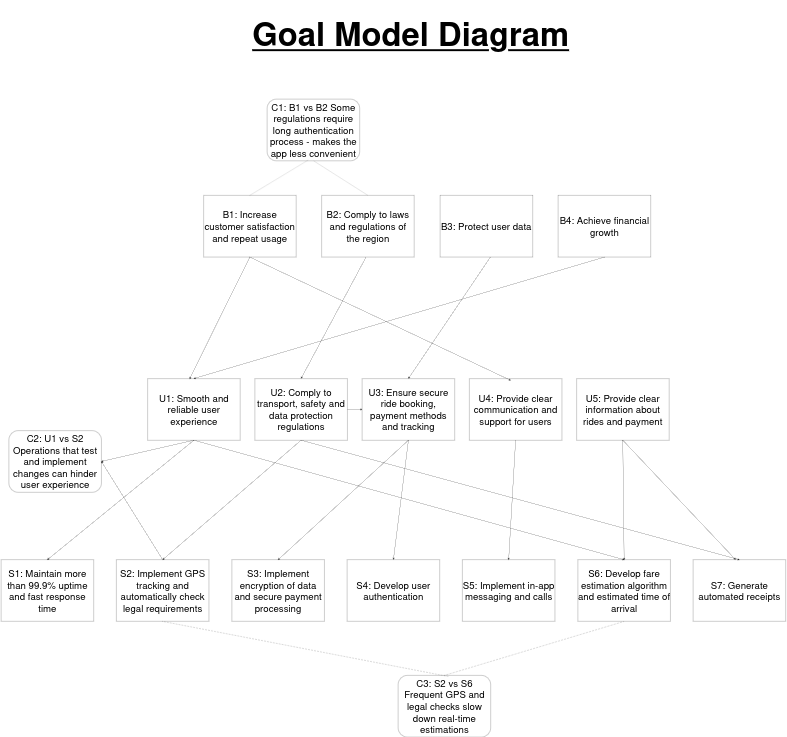 Goal Model Diagram
C1: B1 vs B2 Some
regulations require
long authentication
process - makes the
app less convenient
B1: Increase
customer satisfaction
and repeat usage
B2: Comply to laws
and regulations of
the region
B3: Protect user data
B4: Achieve financial
growth
U1: Smooth and
reliable user
experience
U2: Comply to
transport, safety and
data protection
regulations
U3: Ensure secure
ride booking,
payment methods
and tracking
U4: Provide clear
communication and
support for users
U5: Provide clear
information about
rides and payment
C2: U1 vs S2
Operations that test
and implement
changes can hinder
user experience
S1: Maintain more
than 99.9% uptime
and fast response
time
S2: Implement GPS
tracking and
automatically check
legal requirements
S3: Implement
encryption of data
and secure payment
processing
S4: Develop user
authentication
S5: Implement in-app
messaging and calls
S6: Develop fare
estimation algorithm
and estimated time of
arrival
S7: Generate
automated receipts
C3: S2 vs S6
Frequent GPS and
legal checks slow
down real-time
estimations